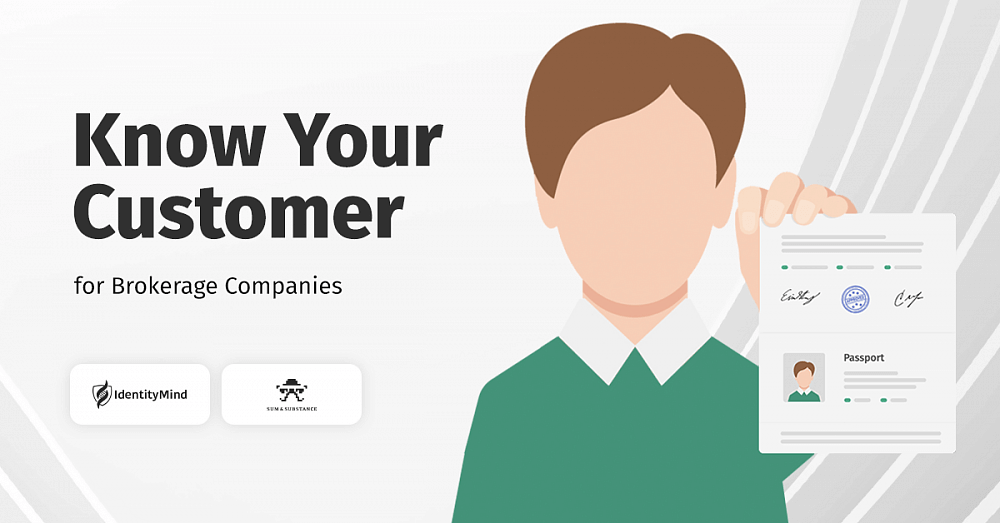 Know Your
Customer
for Brokerage Companies
IdentityMind
SUM & SUBSTANCE
Passport